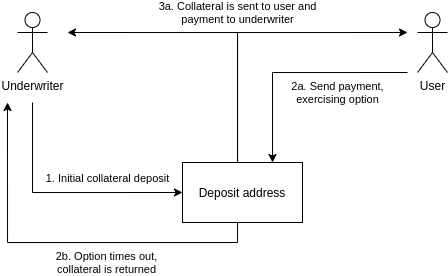 3a. Collateral is sent to user and
payment to underwriter
Underwriter
User
2a. Send payment,
exercising option
1. Initial collateral deposit
Deposit address
2b. Option times out,
collateral is returned